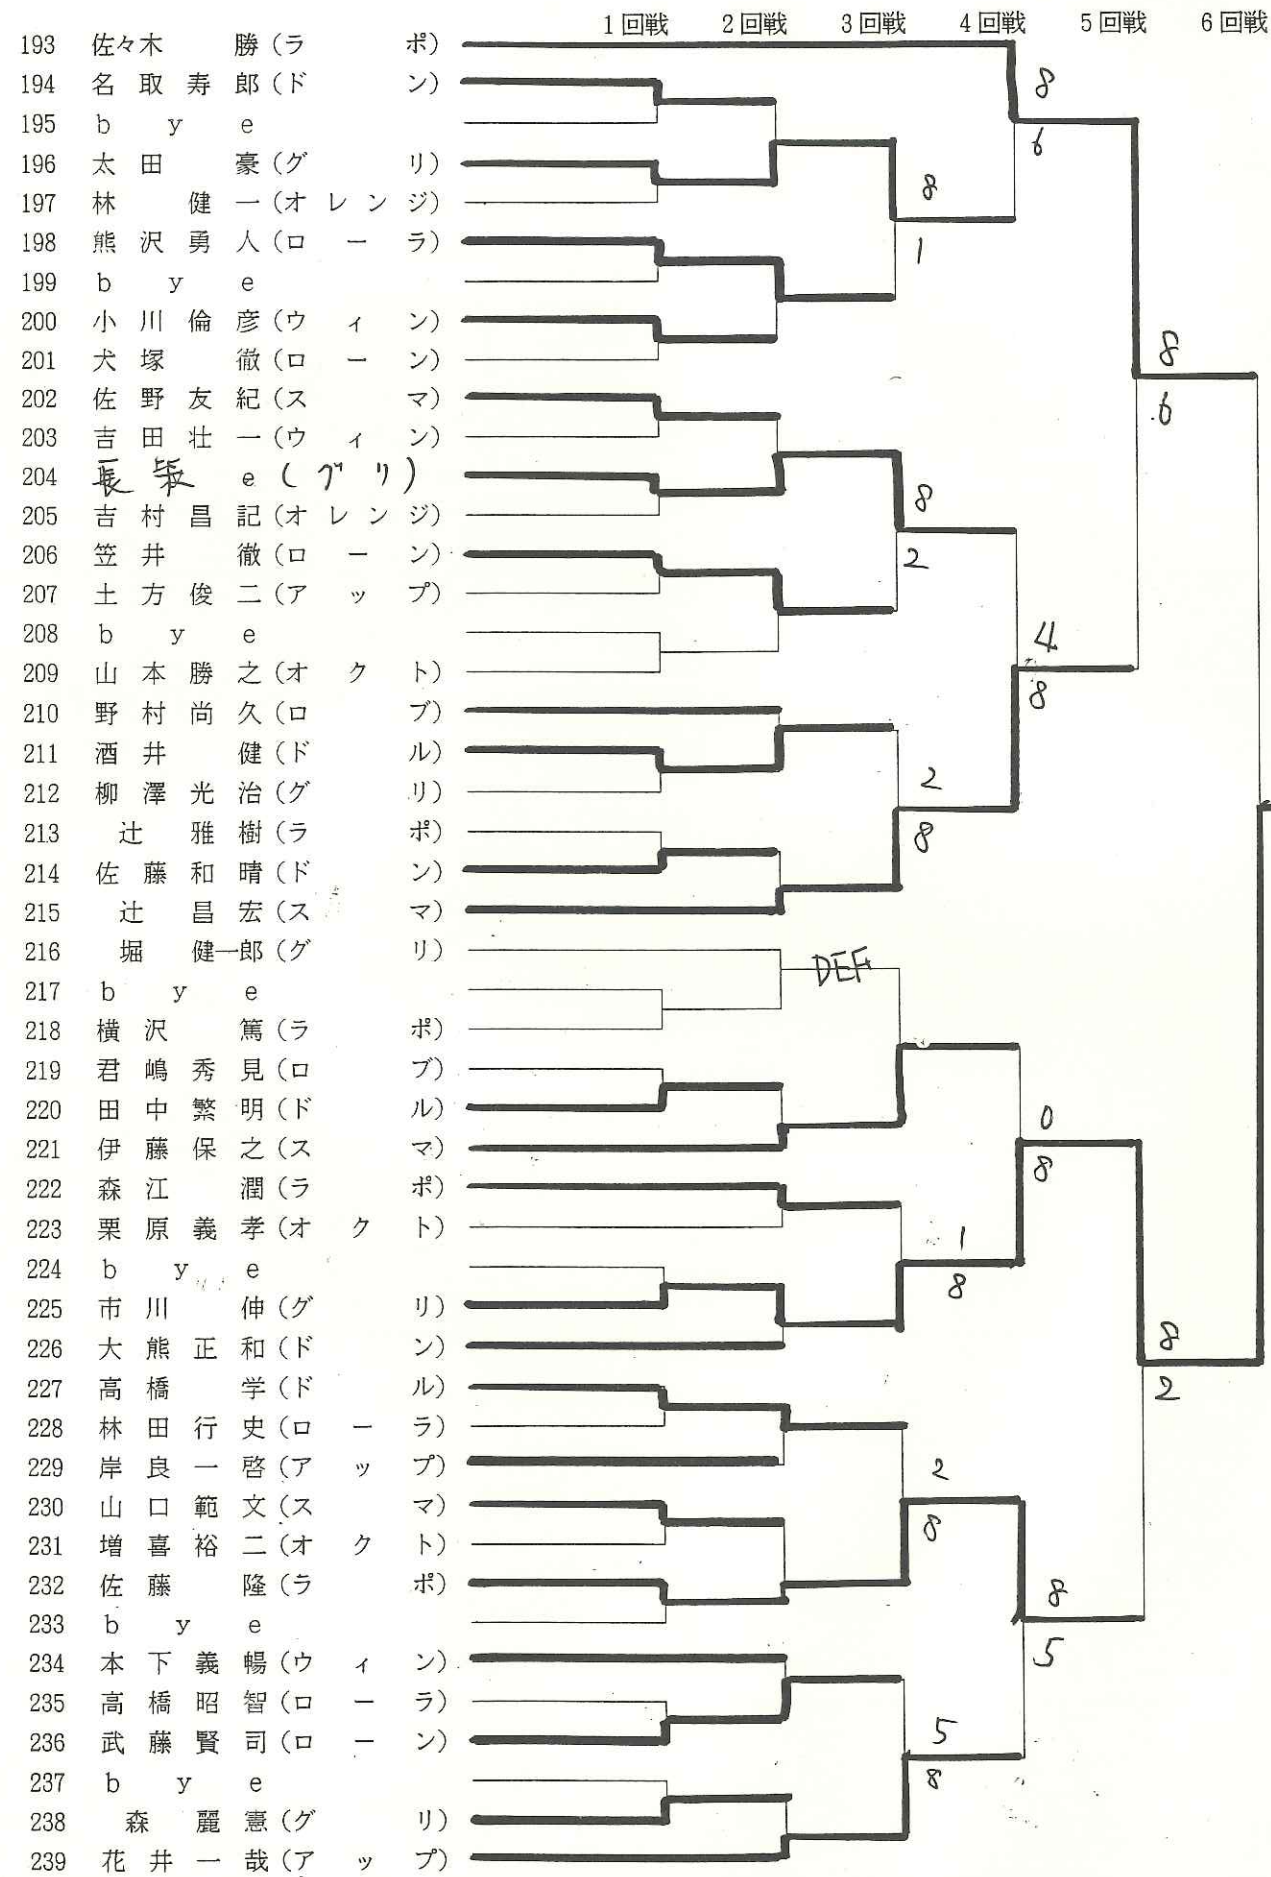 1回戦 2回戦 3回戦 4回戦 5回戦 6回戦
193 佐々木 勝(ラ ポ)
8
194 名取寿郎(ド ン)
195 bye
6
196 太田 豪(グ リ)
8
197 林 健一(オレンジ)
198 熊沢勇人(ローラ)
1
199 bye
200 小川倫彦(ウィン)
201 犬塚 徹(ローン)
8
202 佐野友紀(ス マ)
6
203 吉田壮一(ウィン)
204 e(グリ)
8
205 吉村昌記(オレンジ)
206 笠井 徹(ローン)
2
207 土方俊二(アップ)
208 bye
4
209 山本勝之(オクト)
8
210 野村尚久(ロ ブ)
211 酒井 健(ド ル)
2
212 柳澤光治(グ リ)
213 辻 雅樹(ラ ポ)
8
214 佐藤和晴(ド ン)
215 辻 昌宏(ス マ)
216 堀 健一郎(グ リ)
DEF
217 bye
218 横沢 篤(ラ ポ)
219 君嶋秀見(ロ ブ)
220 田中繁明(ド ル)
0
221 伊藤保之(ス マ)
8
222 森江 潤(ラ ポ)
223 栗原義孝(オクト)
1
224 bye
8
225 市川 伸(グ リ)
226 大熊正和(ド ン)
8
227 高橋 学(ド ル)
2
228 林田行史(ローラ)
229 岸良一啓(アップ)
2
230 山口範文(ス マ)
8
231 増喜裕二(オクト)
232 佐藤 隆(ラ ポ)
8
233 bye
5
234 本下義暢(ウィン)
235 高橋昭智(ローラ)
5
236 武藤賢司(ローン)
237 bye
8
238 森 麗憲(グ リ)
239 花井一哉(アップ)